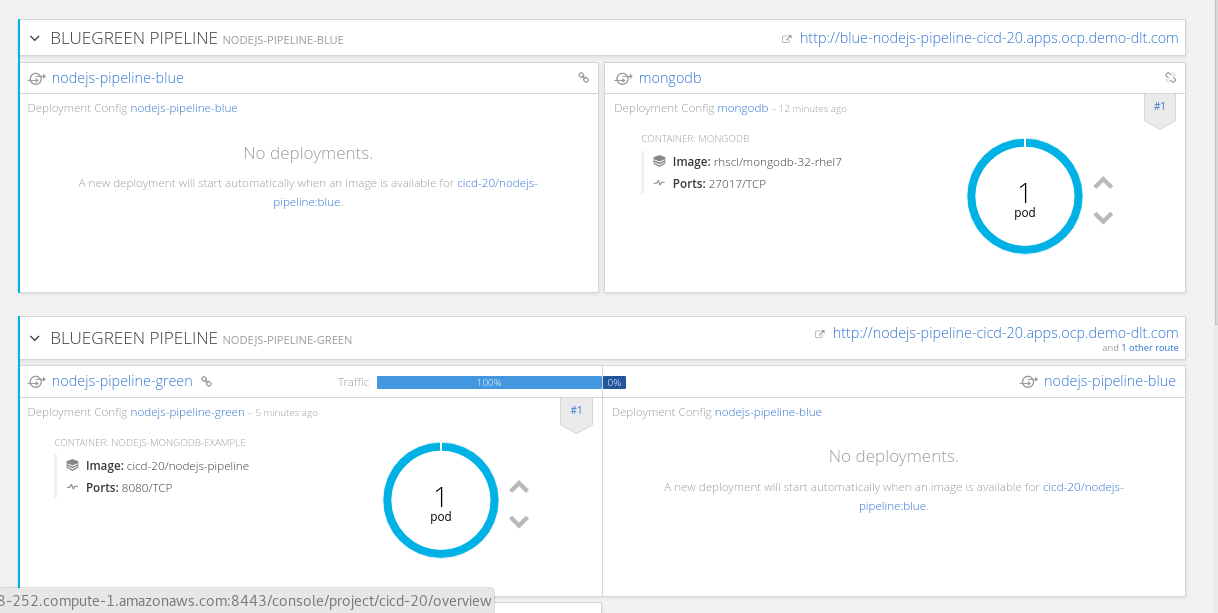 BLUEGREEN PIPELINE NODEJS-PIPELINE-BLUE
http://blue-nodejs-pipeline-cicd-20.apps.ocp.demo-dlt.com
nodejs-pipeline-blue
Deployment Config nodejs-pipeline-blue
No deployments.
A new deployment will start automatically when an image is available for cicd-20/nodejs-
pipeline:blue.
mongodb
Deployment Config mongodb – 12 minutes ago
#1
CONTAINER: MONGODB
Image: rhscl/mongodb-32-rhel7
Ports: 27017/TCP
1
pod
BLUEGREEN PIPELINE NODEJS-PIPELINE-GREEN
http://nodejs-pipeline-cicd-20.apps.ocp.demo-dlt.com
and 1 other route
nodejs-pipeline-green
Traffic 100% 0%
nodejs-pipeline-blue
Deployment Config nodejs-pipeline-green – 5 minutes ago
#1
CONTAINER: NODEJS-MONGODB-EXAMPLE
Image: cicd-20/nodejs-pipeline
Ports: 8080/TCP
1
pod
Deployment Config nodejs-pipeline-blue
No deployments.
A new deployment will start automatically when an image is available for cicd-20/nodejs-
pipeline:blue.
8-252.compute-1.amazonaws.com:8443/console/project/cicd-20/overview